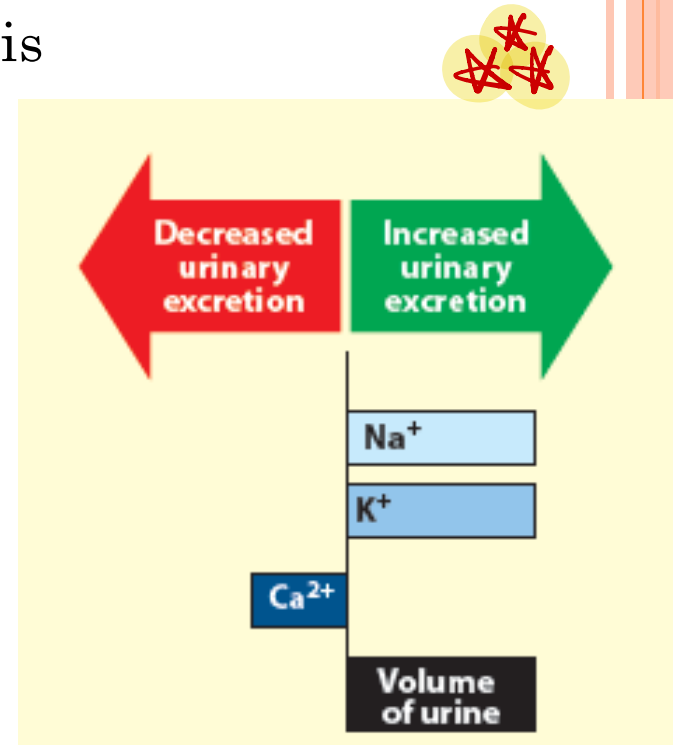 is
Decreased
urinary
excretion
Increased
urinary
excretion
Na⁺
K⁺
Ca²⁺
Volume
of urine